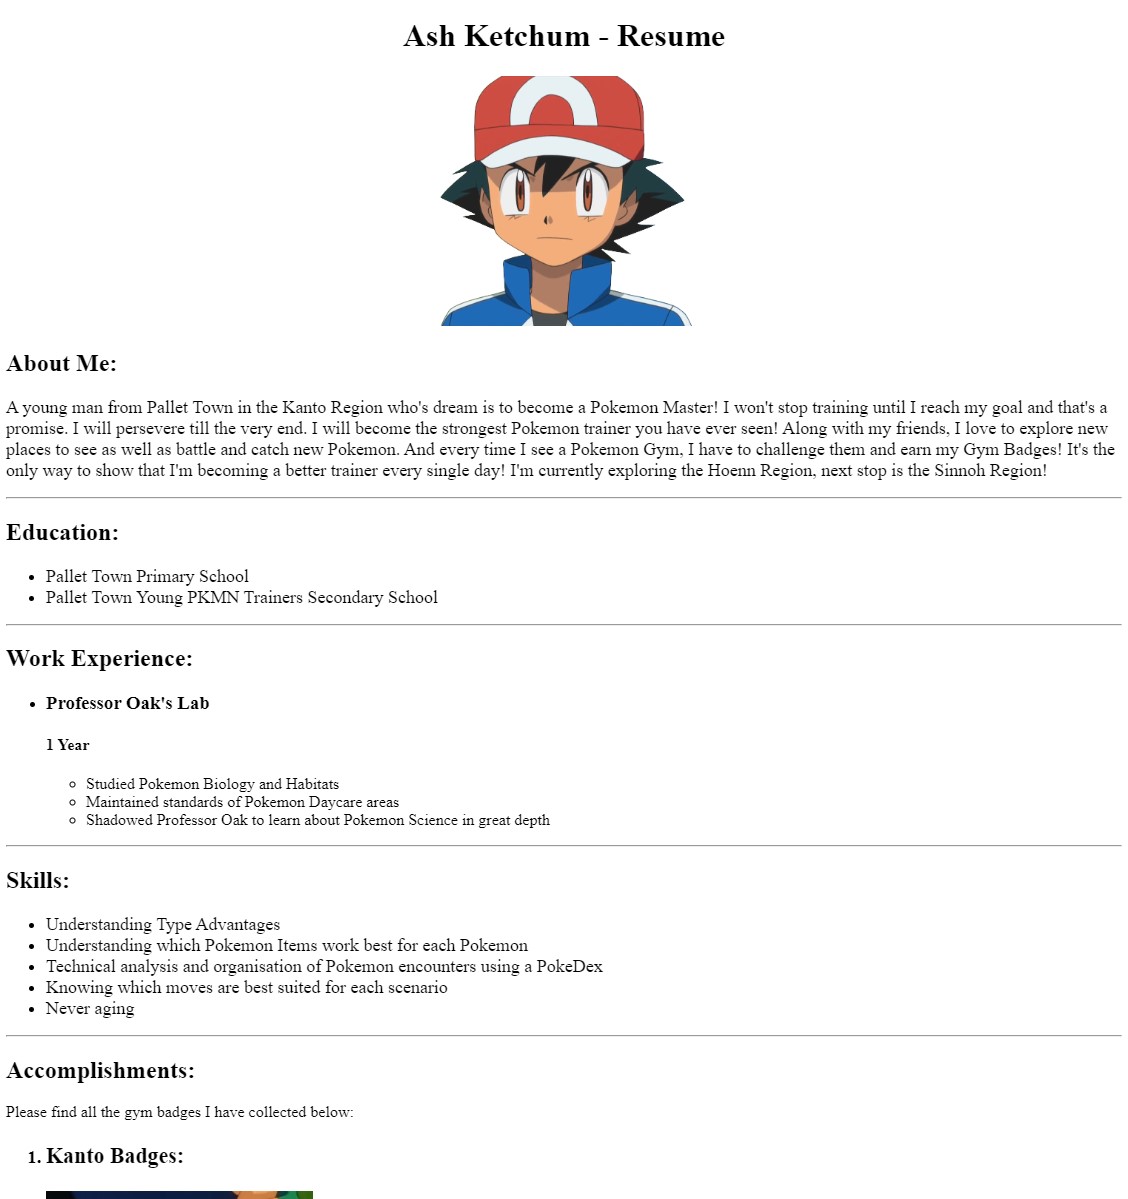 Ash Ketchum - Resume
About Me:
A young man from Pallet Town in the Kanto Region who's dream is to become a Pokemon Master! I won't stop training until I reach my goal and that's a
promise. I will persevere till the very end. I will become the strongest Pokemon trainer you have ever seen! Along with my friends, I love to explore new
places to see as well as battle and catch new Pokemon. And every time I see a Pokemon Gym, I have to challenge them and earn my Gym Badges! It's the
only way to show that I'm becoming a better trainer every single day! I'm currently exploring the Hoenn Region, next stop is the Sinnoh Region!
Education:
• Pallet Town Primary School
• Pallet Town Young PKMN Trainers Secondary School
Work Experience:
• Professor Oak's Lab
1 Year
◦ Studied Pokemon Biology and Habitats
◦ Maintained standards of Pokemon Daycare areas
◦ Shadowed Professor Oak to learn about Pokemon Science in great depth
Skills:
• Understanding Type Advantages
• Understanding which Pokemon Items work best for each Pokemon
• Technical analysis and organisation of Pokemon encounters using a PokeDex
• Knowing which moves are best suited for each scenario
• Never aging
Accomplishments:
Please find all the gym badges I have collected below:
1. Kanto Badges: